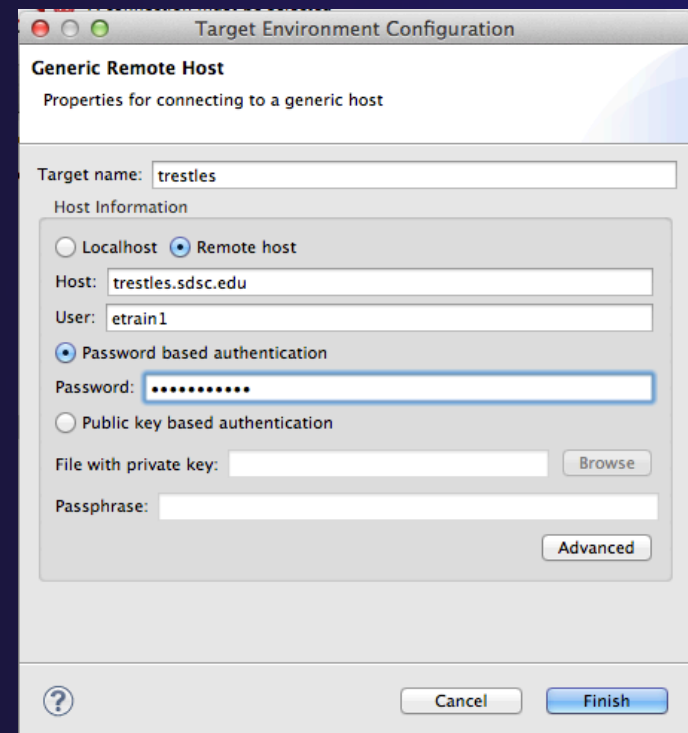 Target Environment Configuration
Generic Remote Host
Properties for connecting to a generic host
Target name: trestles
Host Information
Localhost Remote host
Host: trestles.sdsc.edu
User: etrain1
Password based authentication
Password: •••••••••••
Public key based authentication
File with private key: Browse
Passphrase:
Advanced
? Cancel Finish